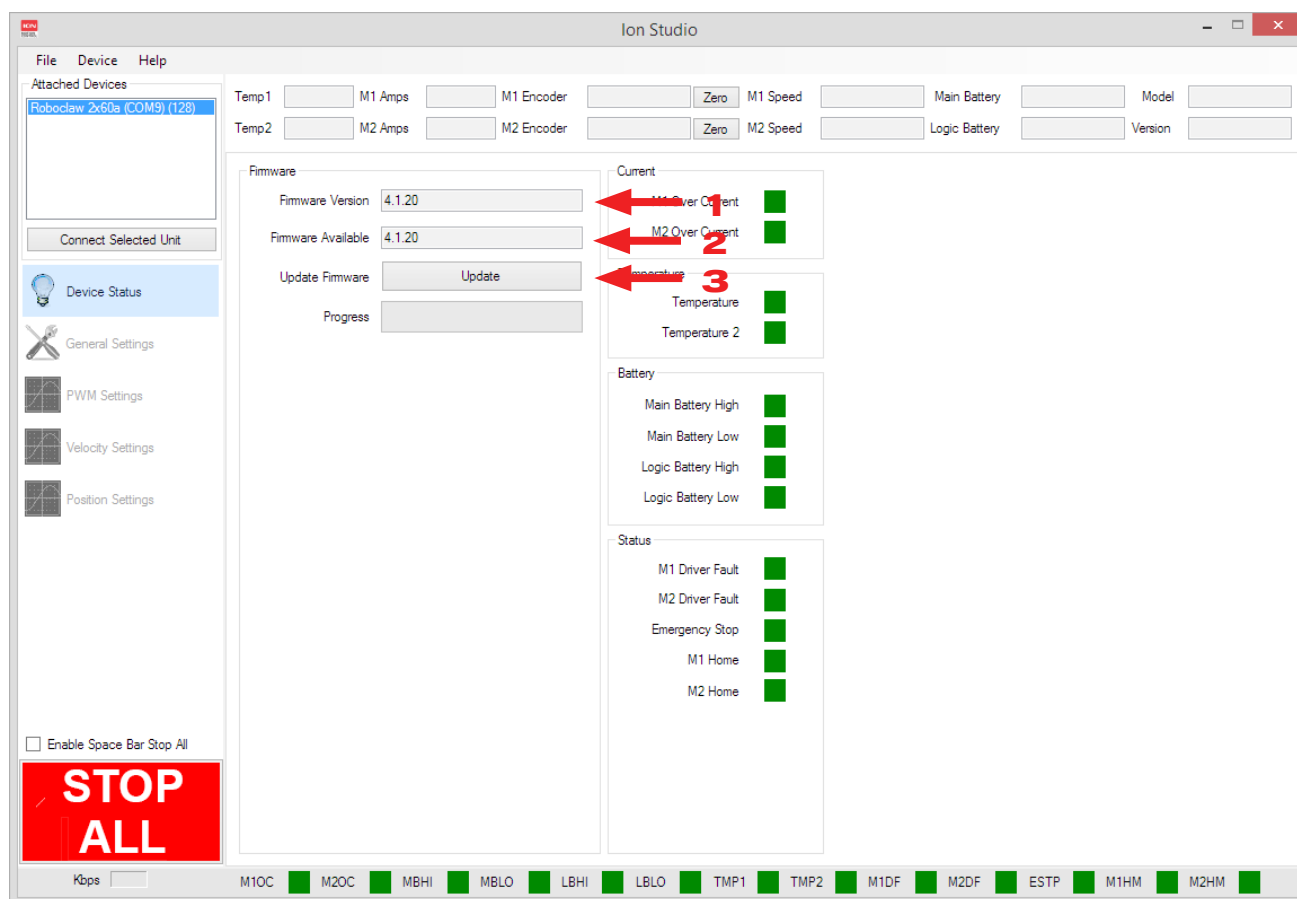 ION
Ion Studio
File Device Help
Attached Devices
Roboclaw 2x60a (COM9) (128)
Connect Selected Unit
Device Status
General Settings
PWM Settings
Velocity Settings
Position Settings
Enable Space Bar Stop All
STOP
ALL
Temp1 M1 Amps M1 Encoder Zero M1 Speed Main Battery Model
Temp2 M2 Amps M2 Encoder Zero M2 Speed Logic Battery Version
Firmware
Firmware Version 4.1.20
Firmware Available 4.1.20
Update Firmware Update
Progress
Current
M1 Over Current
1
M2 Over Current
2
Temperature
3
Temperature
Temperature 2
Battery
Main Battery High
Main Battery Low
Logic Battery High
Logic Battery Low
Status
M1 Driver Fault
M2 Driver Fault
Emergency Stop
M1 Home
M2 Home
Kbps M1OC M2OC MBHI MBLO LBHI LBLO TMP1 TMP2 M1DF M2DF ESTP M1HM M2HM